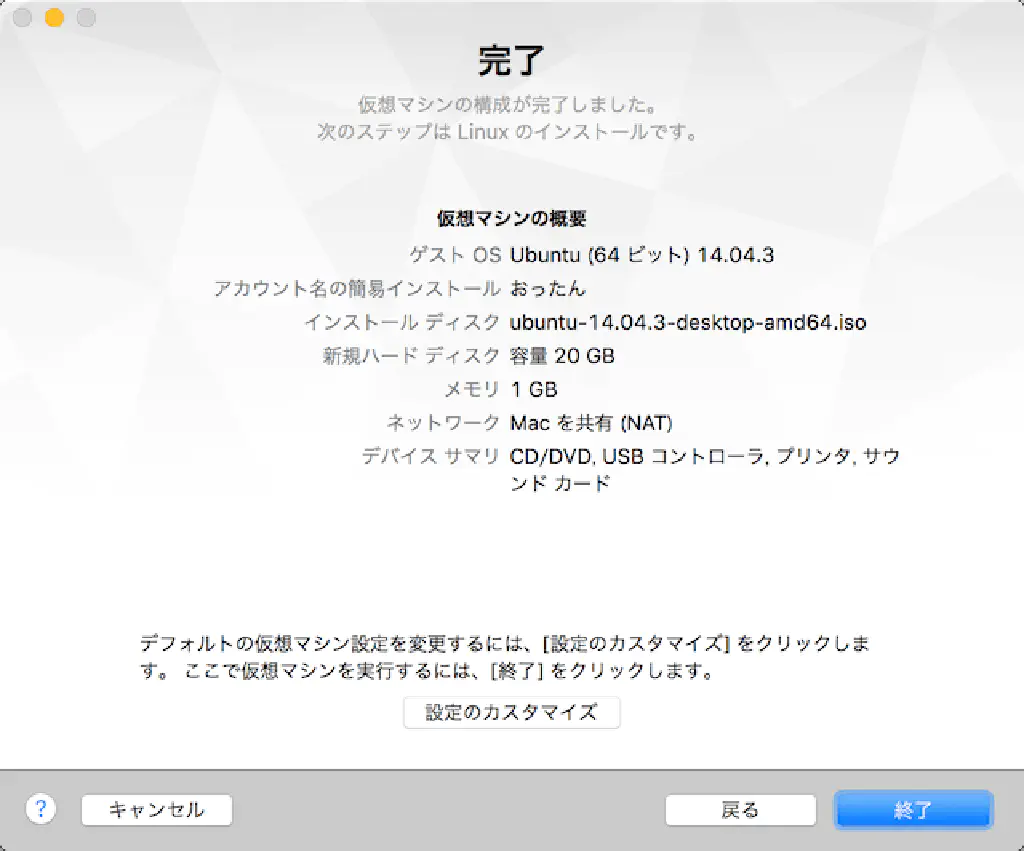 完了
仮想マシンの構成が完了しました。
次のステップは Linux のインストールです。
仮想マシンの概要
ゲスト OS Ubuntu (64 ビット) 14.04.3
アカウント名の簡易インストール おったん
インストール ディスク ubuntu-14.04.3-desktop-amd64.iso
新規ハード ディスク 容量 20 GB
メモリ 1 GB
ネットワーク Mac を共有 (NAT)
デバイス サマリ CD/DVD, USB コントローラ, プリンタ, サウ
ンド カード
デフォルトの仮想マシン設定を変更するには、[設定のカスタマイズ] をクリックしま
す。 ここで仮想マシンを実行するには、[終了] をクリックします。
設定のカスタマイズ
? キャンセル 戻る 終了